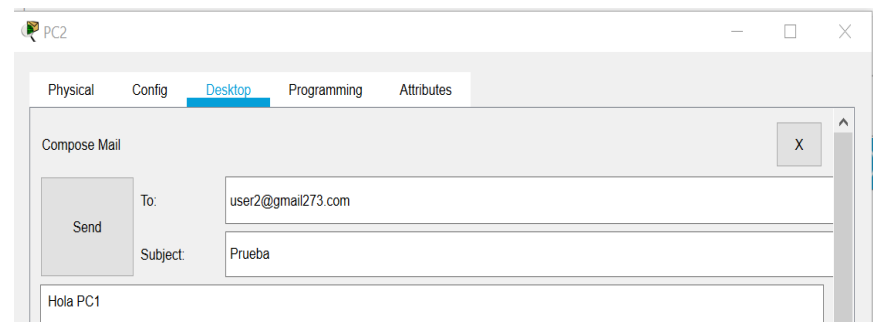 PC2
Physical Config Desktop Programming Attributes
Compose Mail X
Send
To: user2@gmail273.com
Subject: Prueba
Hola PC1